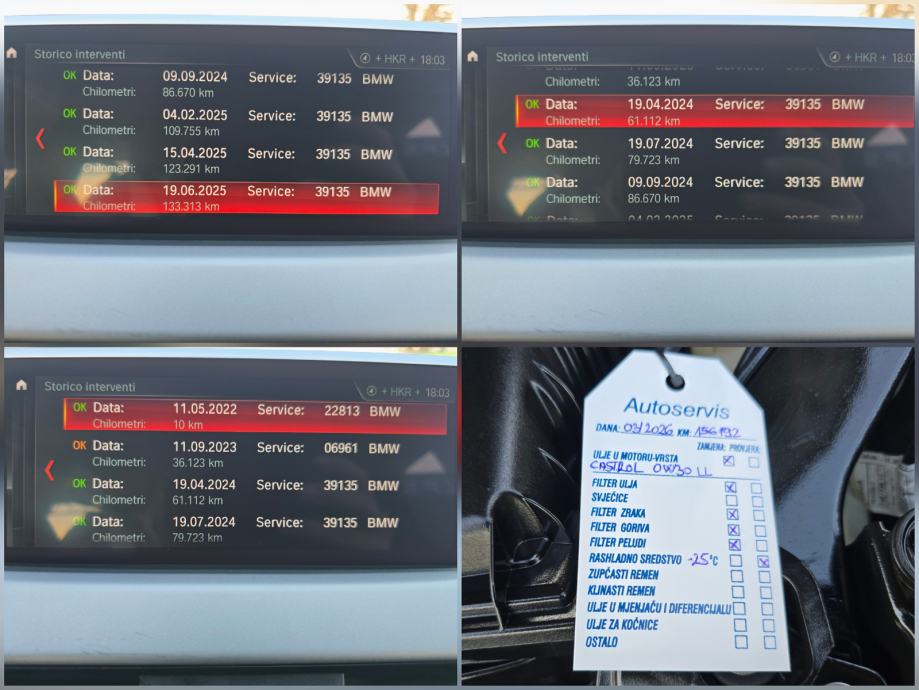 Storico interventi
+ HKR + 18:03
OK Data: 09.09.2024 Service: 39135 BMW
Chilometri: 86.670 km
OK Data: 04.02.2025 Service: 39135 BMW
Chilometri: 109.755 km
OK Data: 15.04.2025 Service: 39135 BMW
Chilometri: 123.291 km
OK Data: 19.06.2025 Service: 39135 BMW
Chilometri: 133.313 km
Storico interventi
+ HKR + 18:03
Chilometri: 36.123 km
OK Data: 19.04.2024 Service: 39135 BMW
Chilometri: 61.112 km
OK Data: 19.07.2024 Service: 39135 BMW
Chilometri: 79.723 km
OK Data: 09.09.2024 Service: 39135 BMW
Chilometri: 86.670 km
Storico interventi
+ HKR + 18:03
OK Data: 11.05.2022 Service: 22813 BMW
Chilometri: 10 km
OK Data: 11.09.2023 Service: 06961 BMW
Chilometri: 36.123 km
OK Data: 19.04.2024 Service: 39135 BMW
Chilometri: 61.112 km
OK Data: 19.07.2024 Service: 39135 BMW
Chilometri: 79.723 km
Autoservis
DANA: 03/2026 KM:
ZAMJENA: PROVJERA:
ULJE U MOTORU-VRSTA
CASTROL 0W30 LL
FILTER ULJA
SVJEĆICE
FILTER ZRAKA
FILTER GORIVA
FILTER PELUDI
RASHLADNO SREDSTVO -25°C
ZUPČASTI REMEN
KLINASTI REMEN
ULJE U MJENJAČU I DIFERENCIJALU
ULJE ZA KOČNICE
OSTALO